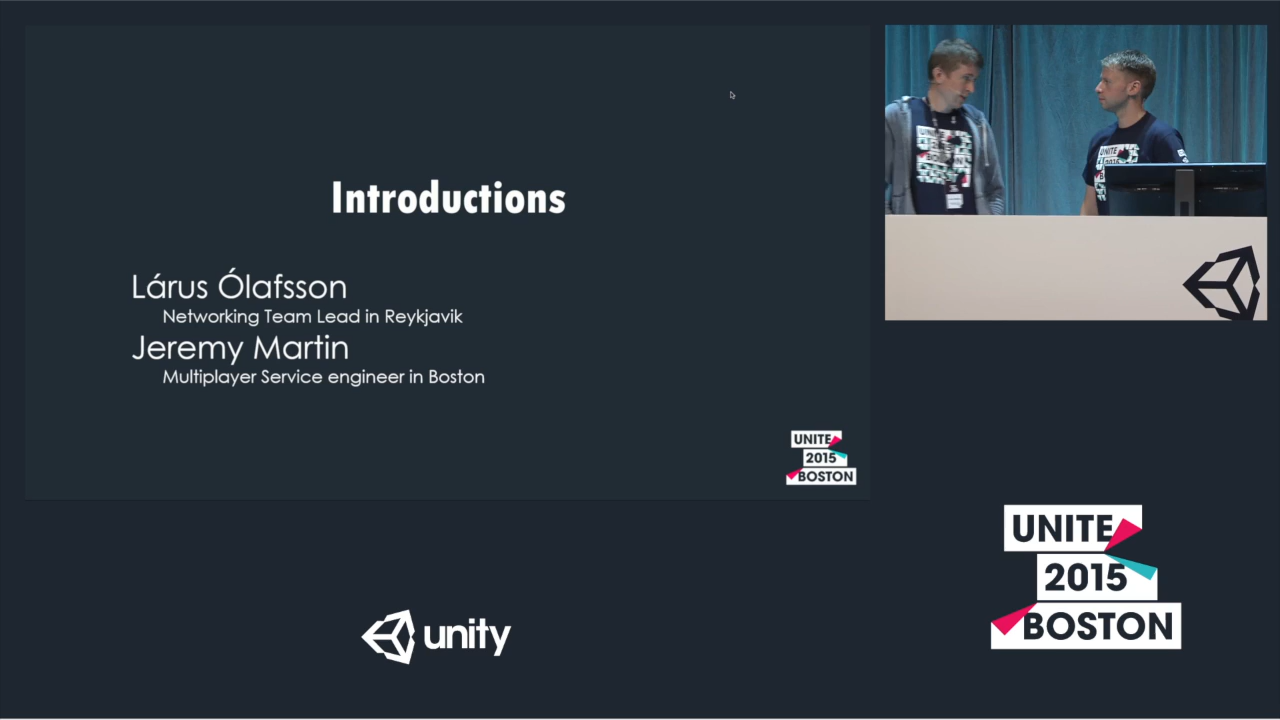 Introductions
Lárus Ólafsson
Networking Team Lead in Reykjavik
Jeremy Martin
Multiplayer Service engineer in Boston
UNITE
2015
BOSTON
UNITE
UNITE
2015
BOSTON
unity